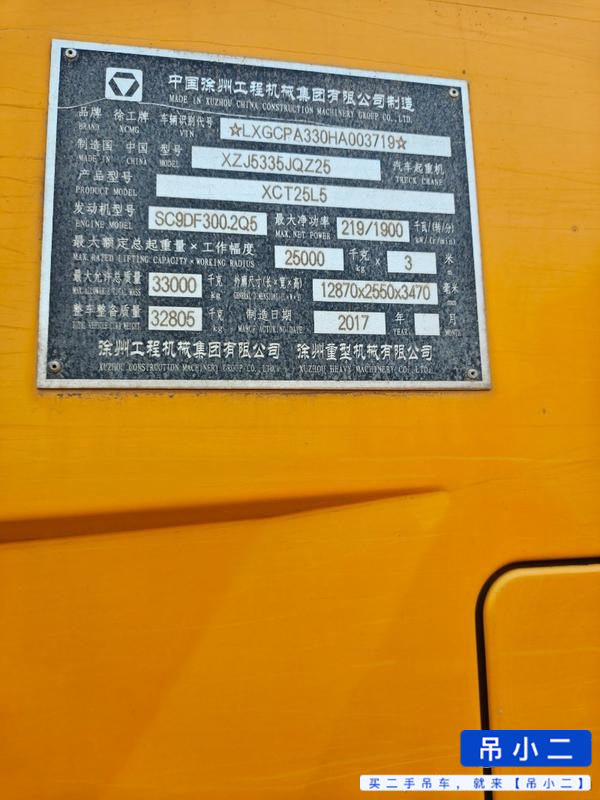 中国徐州工程机械集团有限公司制造
MADE IN XUZHOU CHINA CONSTRUCTION MACHINERY GROUP CO., LTD.
品牌 徐工牌 车辆识别代号 ☆LXGCPA330HA003719☆
BRAND XCMG VIN
制造国 中国 型号 XZJ5335JQZ25 汽车起重机
MADE IN CHINA MODEL TRUCK CRANE
产品型号 XCT25L5
PRODUCT MODEL
发动机型号 SC9DF300.2Q5 最大净功率 219/1900 千瓦/(转/分)
ENGINE MODEL MAX. NET POWER kW/(r/min)
最大额定总起重量×工作幅度 25000 千克 × 3 米
MAX. RATED LIFTING CAPACITY×WORKING RADIUS kg m
最大允许总质量 33000 千克 外廓尺寸(长×宽×高) 12870x2550x3470 毫米
kg mm
整车整备质量 32805 千克 制造日期 2017 年 月
kg YEAR MONTH
徐州工程机械集团有限公司 徐州重型机械有限公司
XUZHOU CONSTRUCTION MACHINERY GROUP CO., LTD. XUZHOU HEAVY MACHINERY CO., LTD.
吊小二
买二手吊车，就来【吊小二】